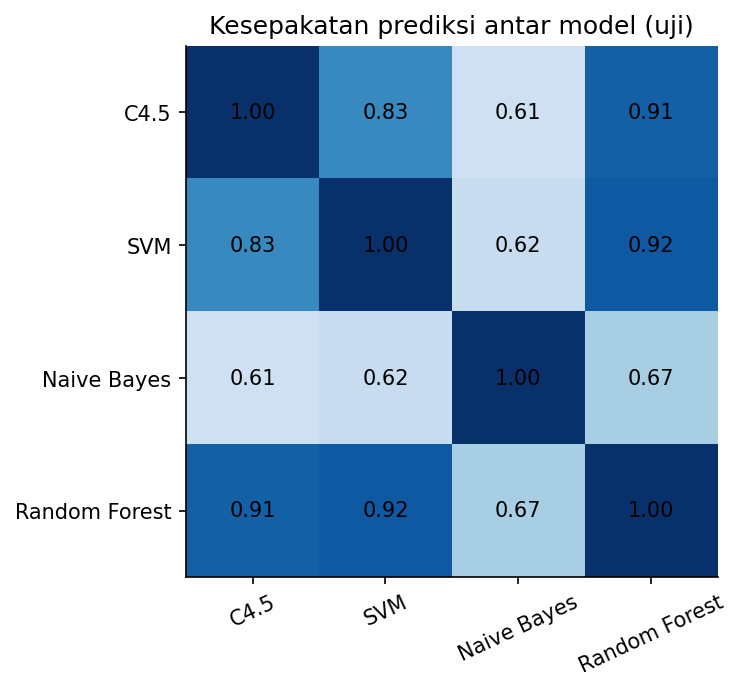 Kesepakatan prediksi antar model (uji)
C4.5 1.00 0.83 0.61 0.91
SVM 0.83 1.00 0.62 0.92
Naive Bayes 0.61 0.62 1.00 0.67
Random Forest 0.91 0.92 0.67 1.00
C4.5 SVM Naive Bayes Random Forest